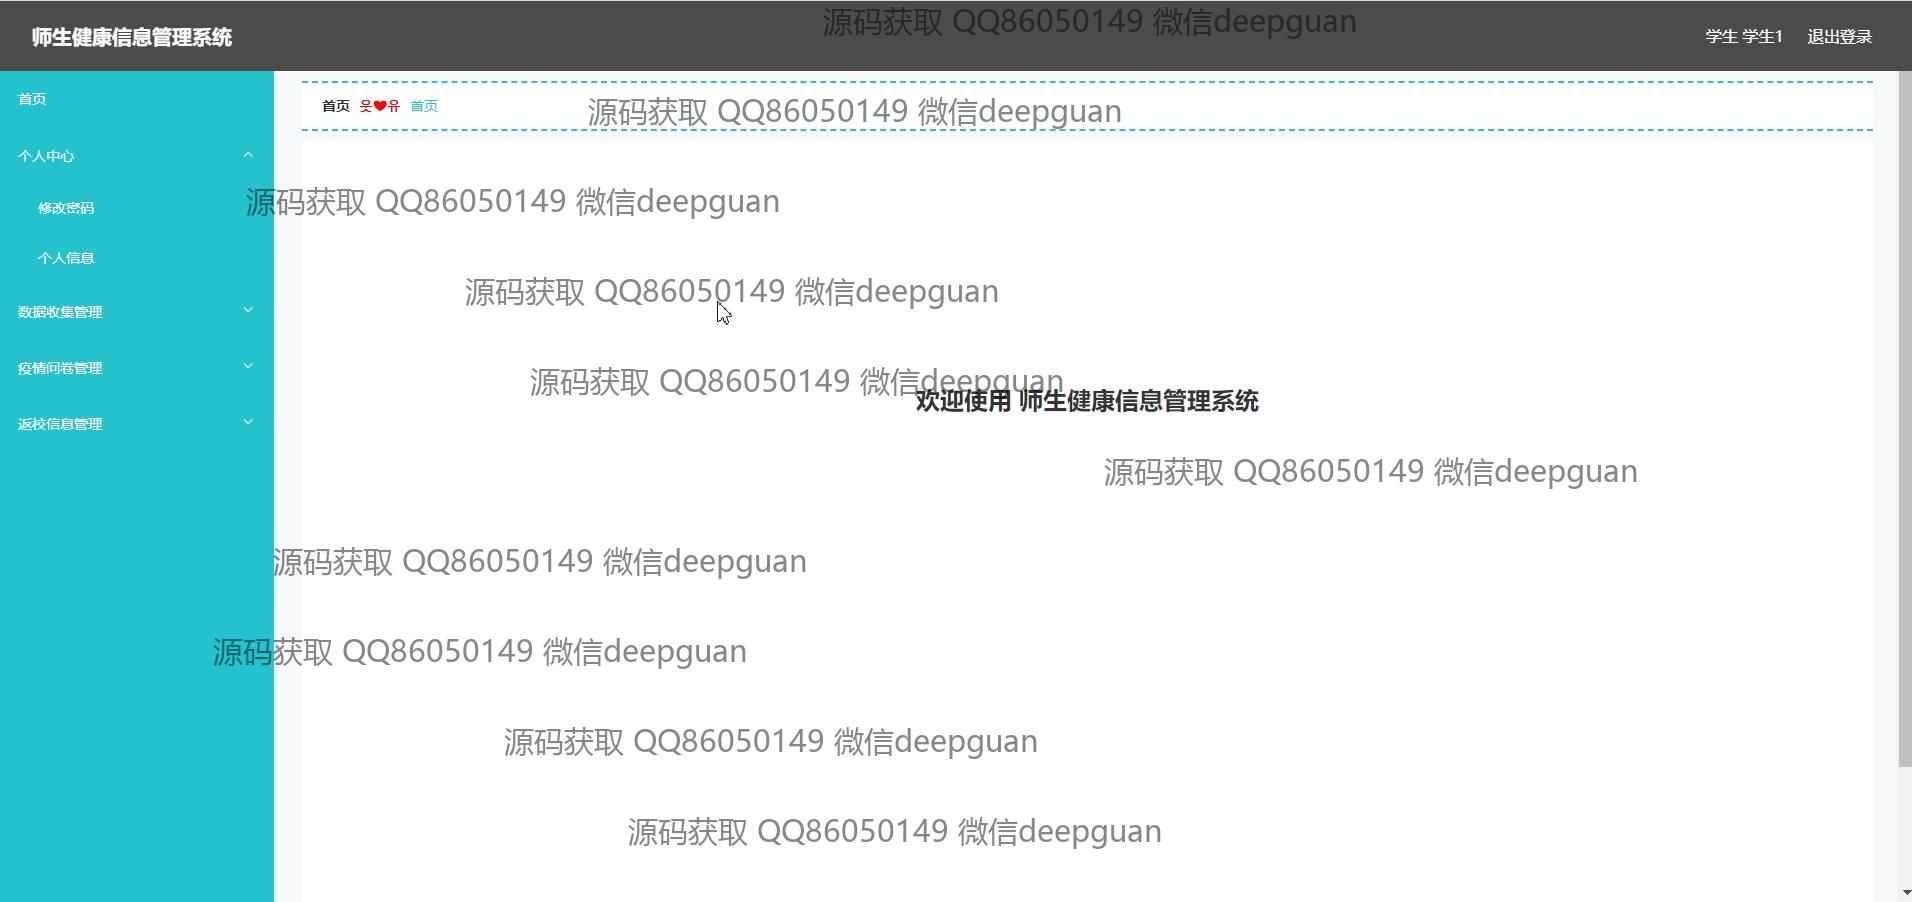 师生健康信息管理系统
源码获取 QQ86050149 微信deepguan
学生 学生1
退出登录
首页
首页 웃❤유 首页
源码获取 QQ86050149 微信deepguan
个人中心
修改密码
源码获取 QQ86050149 微信deepguan
个人信息
源码获取 QQ86050149 微信deepguan
数据收集管理
疫情问卷管理
源码获取 QQ86050149 微信deepguan
欢迎使用 师生健康信息管理系统
返校信息管理
源码获取 QQ86050149 微信deepguan
源码获取 QQ86050149 微信deepguan
源码获取 QQ86050149 微信deepguan
源码获取 QQ86050149 微信deepguan
源码获取 QQ86050149 微信deepguan